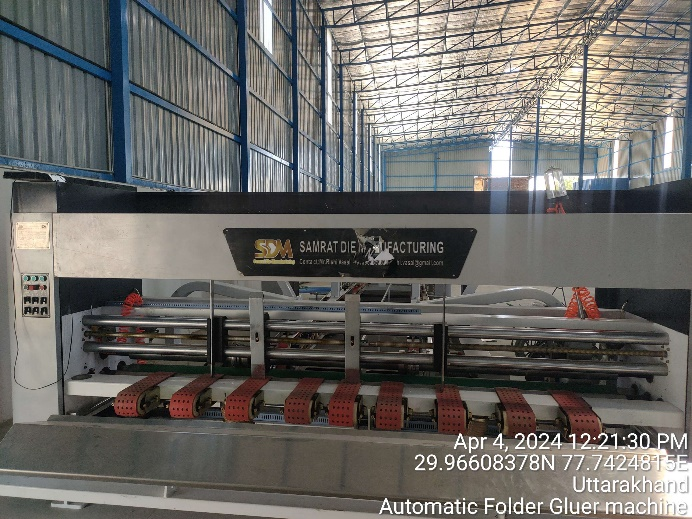 SDM
SAMRAT DIE M UFACTURING
Apr 4, 2024 12:21:30 PM
29.96608378N 77.7424815E
Uttarakhand
Automatic Folder Gluer machine